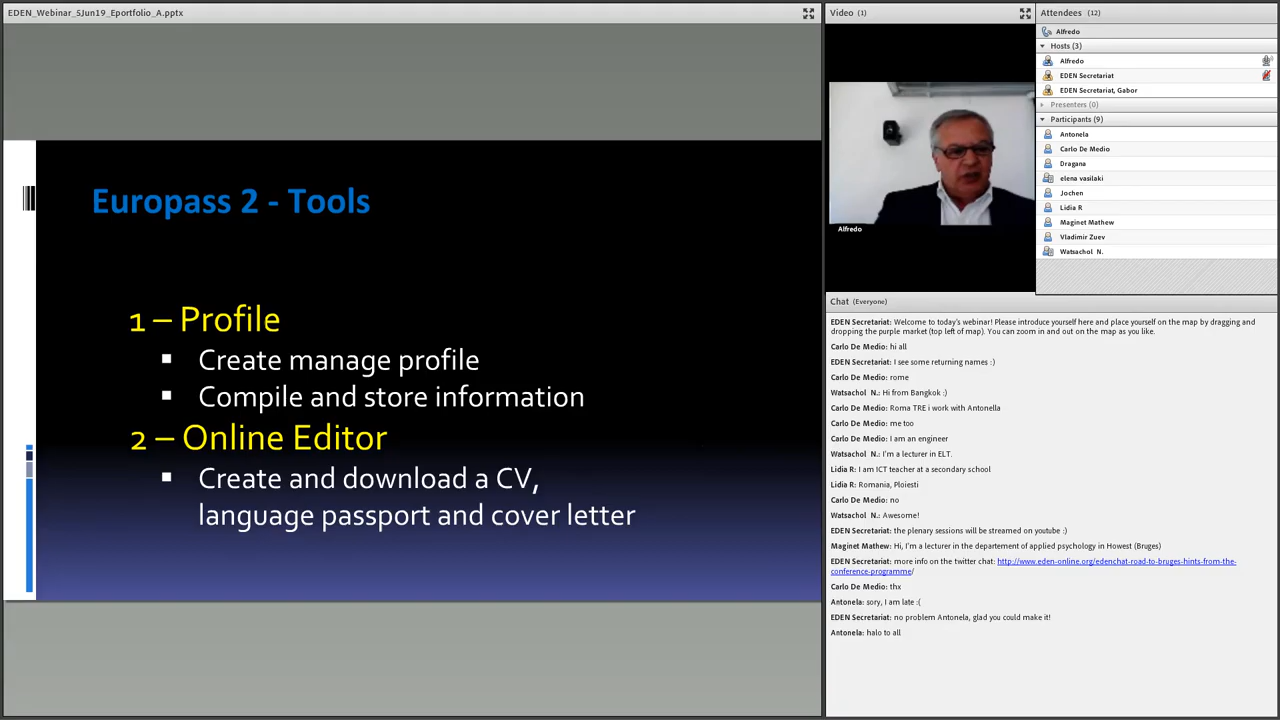 EDEN_Webinar_5Jun19_Eportfolio_A.pptx
Europass 2 - Tools
1 – Profile
Create manage profile
Compile and store information
2 – Online Editor
Create and download a CV,
language passport and cover letter
Video (1)
Alfredo
Attendees (12)
Alfredo
Hosts (3)
Alfredo
EDEN Secretariat
EDEN Secretariat, Gabor
Presenters (0)
Participants (9)
Antonela
Carlo De Medio
Dragana
elena vasilaki
Jochen
Lidia R
Maginet Mathew
Vladimir Zuev
Watsachol N.
Chat (Everyone)
EDEN Secretariat: Welcome to today's webinar! Please introduce yourself here and place yourself on the map by dragging and
dropping the purple market (top left of map). You can zoom in and out on the map as you like.
Carlo De Medio: hi all
EDEN Secretariat: I see some returning names :)
Carlo De Medio: rome
Watsachol N.: Hi from Bangkok :)
Carlo De Medio: Roma TRE i work with Antonella
Carlo De Medio: me too
Carlo De Medio: I am an engineer
Watsachol N.: I'm a lecturer in ELT.
Lidia R: I am ICT teacher at a secondary school
Lidia R: Romania, Ploiesti
Carlo De Medio: no
Watsachol N.: Awesome!
EDEN Secretariat: the plenary sessions will be streamed on youtube :)
Maginet Mathew: Hi, I'm a lecturer in the departement of applied psychology in Howest (Bruges)
EDEN Secretariat: more info on the twitter chat: http://www.eden-online.org/edenchat-road-to-bruges-hints-from-the-
conference-programme/
Carlo De Medio: thx
Antonela: sory, I am late :(
EDEN Secretariat: no problem Antonela, glad you could make it!
Antonela: halo to all